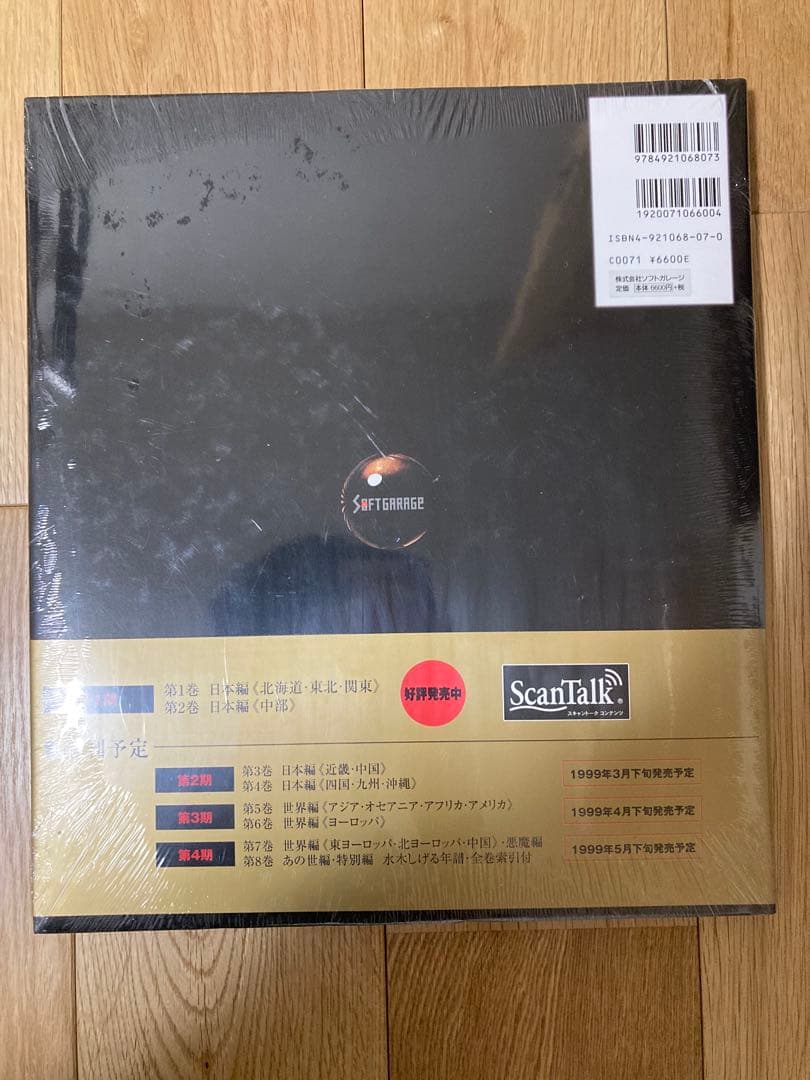 9784921068073
1920071066004
ISBN4-921068-07-0
C0071 ¥6600E
株式会社ソフトガレージ
定価 本体 6600円+税
SOFTGARAGE
第1巻 日本編《北海道・東北・関東》
第2巻 日本編《中部》
好評発売中
ScanTalk®
スキャントーク コンテンツ
刊予定
第2期
第3巻 日本編《近畿・中国》
第4巻 日本編《四国・九州・沖縄》
1999年3月下旬発売予定
第3期
第5巻 世界編《アジア・オセアニア・アフリカ・アメリカ》
第6巻 世界編《ヨーロッパ》
1999年4月下旬発売予定
第4期
第7巻 世界編《東ヨーロッパ・北ヨーロッパ・中国》・悪魔編
第8巻 あの世編・特別編 水木しげる年譜・全巻索引付
1999年5月下旬発売予定